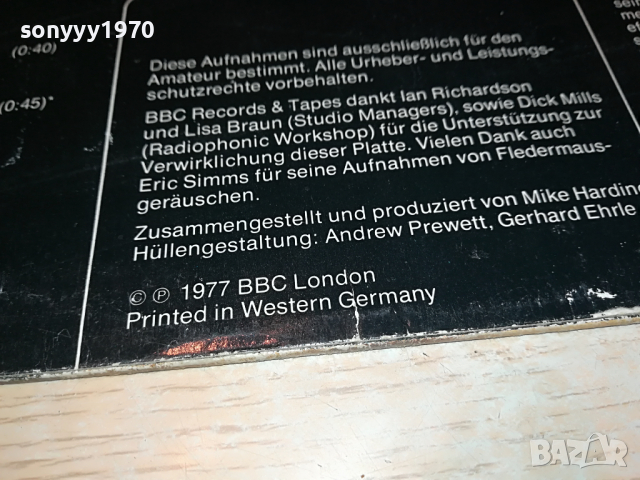 sonyyy1970
(0:40)
(0:45)*
Diese Aufnahmen sind ausschließlich für den
Amateur bestimmt. Alle Urheber- und Leistungs-
schutzrechte vorbehalten.
BBC Records & Tapes dankt Ian Richardson
und Lisa Braun (Studio Managers), sowie Dick Mills
(Radiophonic Workshop) für die Unterstützung zur
Verwirklichung dieser Platte. Vielen Dank auch
Eric Simms für seine Aufnahmen von Fledermaus-
geräuschen.
Zusammengestellt und produziert von Mike Harding
Hüllengestaltung: Andrew Prewett, Gerhard Ehrle
© ℗ 1977 BBC London
Printed in Western Germany
BAZAR